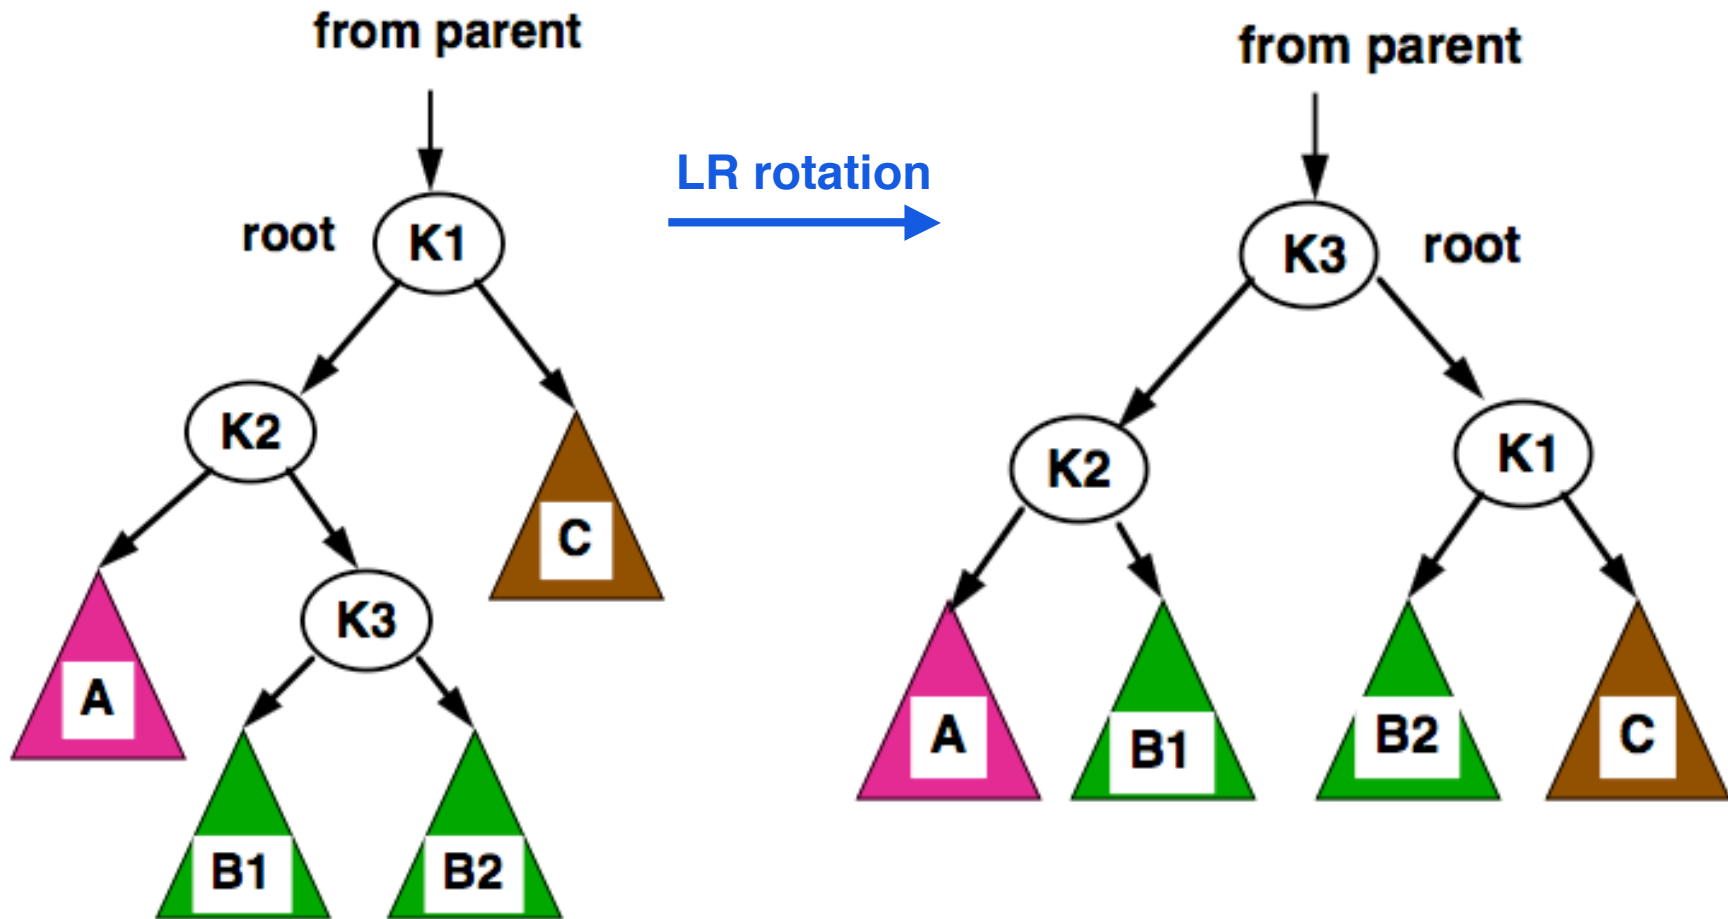 from parent
root
K1
K2
C
K3
A
B1
B2
LR rotation
from parent
K3
root
K2
K1
A
B1
B2
C